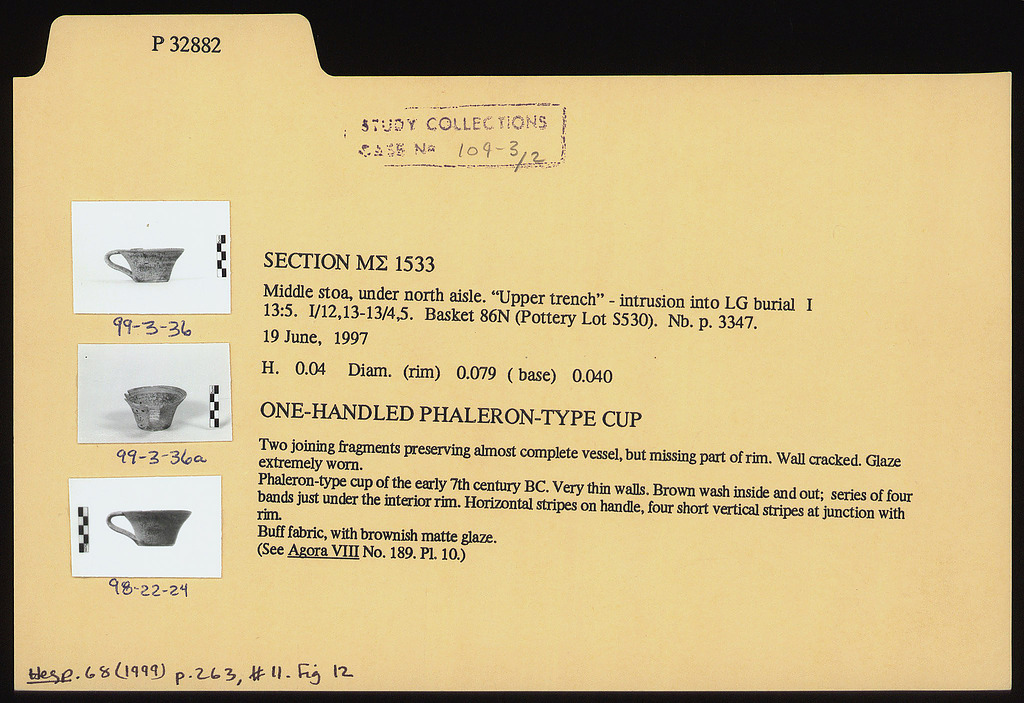 P 32882
STUDY COLLECTIONS
CASE No 109-3/2
99-3-36
99-3-36a
98-22-24
SECTION ΜΣ 1533
Middle stoa, under north aisle. “Upper trench” - intrusion into LG burial I
13:5. I/12,13-13/4,5. Basket 86N (Pottery Lot S530). Nb. p. 3347.
19 June, 1997
H. 0.04 Diam. (rim) 0.079 ( base) 0.040
ONE-HANDLED PHALERON-TYPE CUP
Two joining fragments preserving almost complete vessel, but missing part of rim. Wall cracked. Glaze
extremely worn.
Phaleron-type cup of the early 7th century BC. Very thin walls. Brown wash inside and out; series of four
bands just under the interior rim. Horizontal stripes on handle, four short vertical stripes at junction with
rim.
Buff fabric, with brownish matte glaze.
(See Agora VIII No. 189. Pl. 10.)
Hesp. 68 (1999) p. 263, # 11. Fig 12